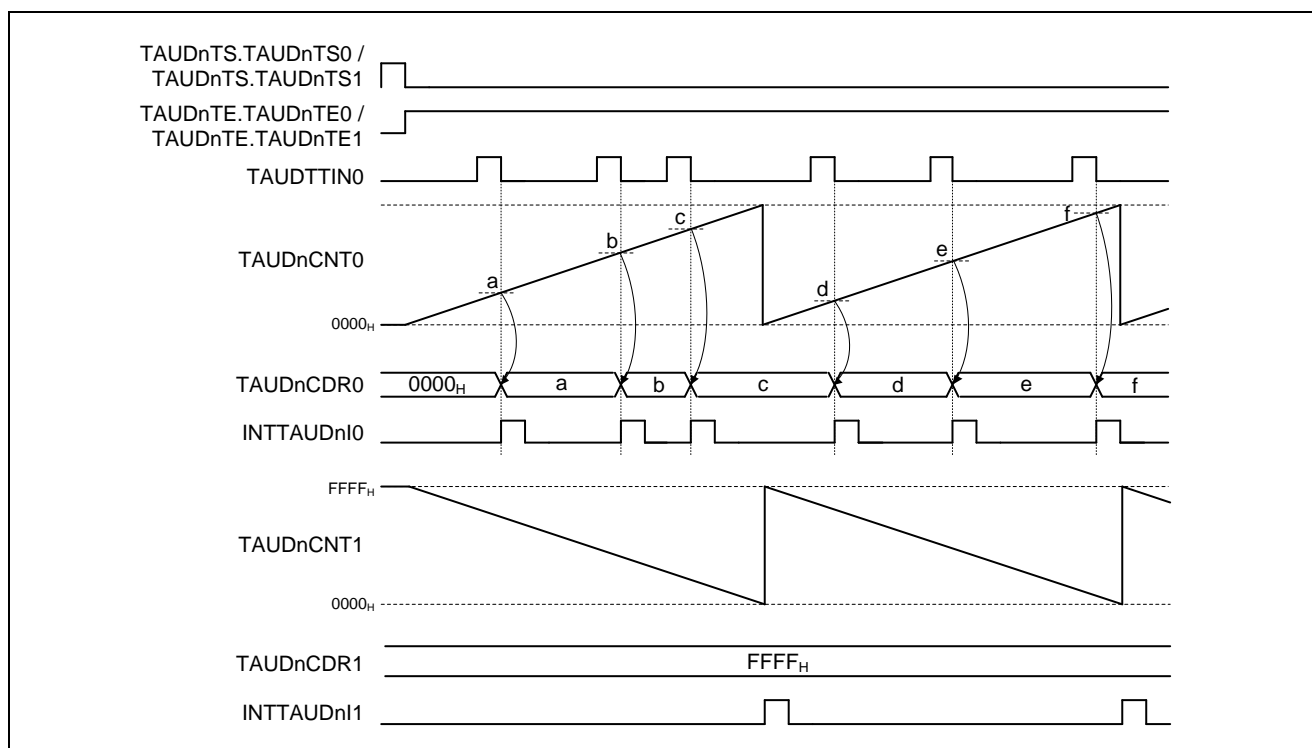 TAUDnTS.TAUDnTS0 /
TAUDnTS.TAUDnTS1
TAUDnTE.TAUDnTE0 /
TAUDnTE.TAUDnTE1
TAUDTTIN0
TAUDnCNT0
a
b
c
d
e
f
0000H
TAUDnCDR0
0000H a b c d e f
INTTAUDnI0
FFFFH
TAUDnCNT1
0000H
TAUDnCDR1
FFFFH
INTTAUDnI1